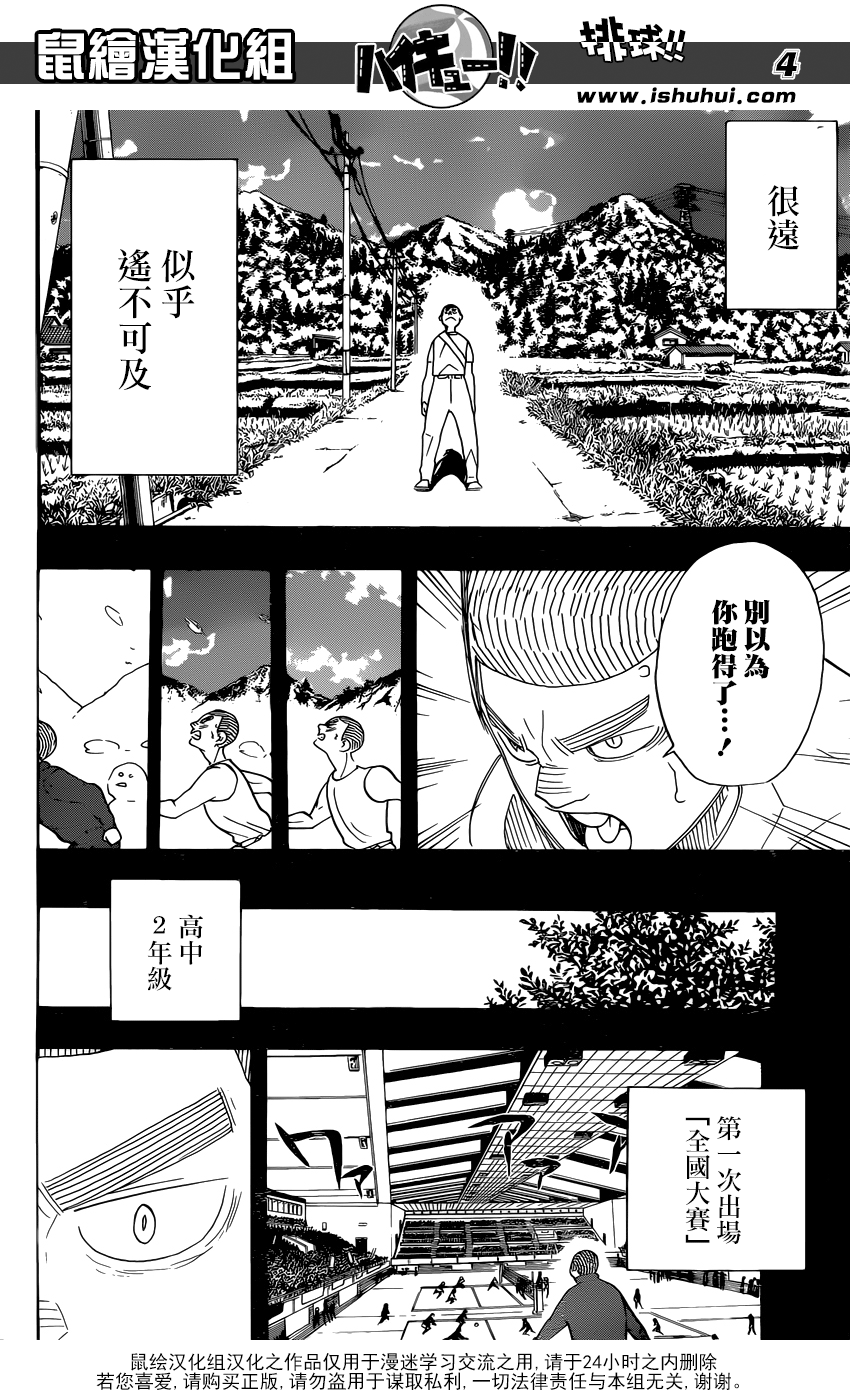 鼠繪漢化組
ハイキュー!!
排球!!
4
www.ishuhui.com
很遠
似乎
遙不可及
別以為
你跑得了…!
高中
2年級
第一次出場
「全國大賽」
ワァァァ
鼠绘汉化组汉化之作品仅用于漫迷学习交流之用,请于24小时之内删除
若您喜爱,请购买正版,请勿盗用于谋取私利,一切法律责任与本组无关,谢谢。